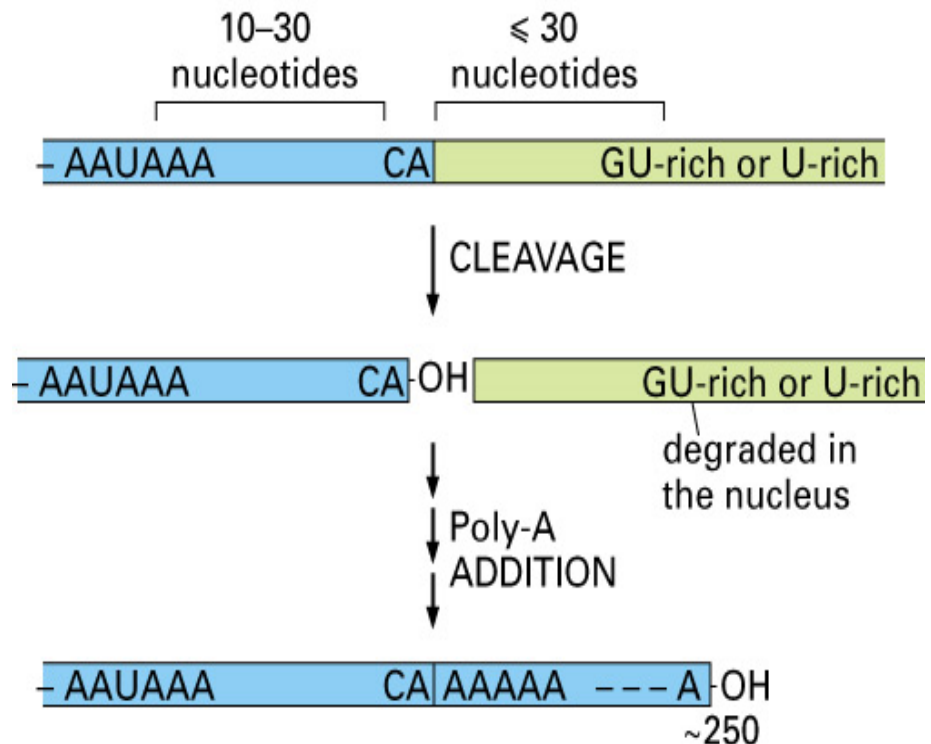 10–30 ⩽ 30
nucleotides nucleotides
– AAUAAA CA GU-rich or U-rich
CLEAVAGE
– AAUAAA CA-OH GU-rich or U-rich
degraded in
the nucleus
Poly-A
ADDITION
– AAUAAA CA AAAAA – – – A -OH
~250